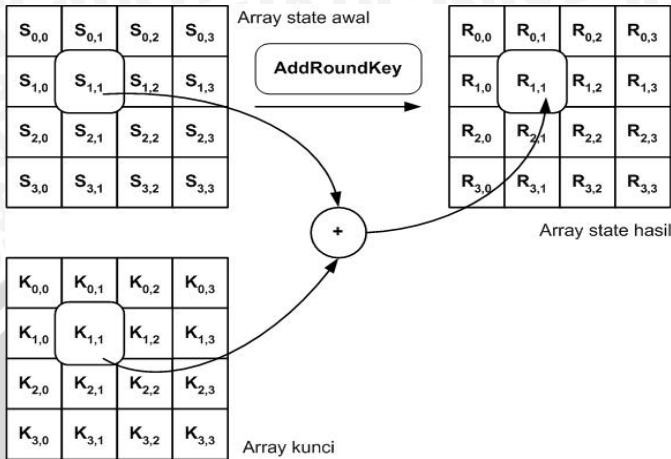 S0,0 S0,1 S0,2 S0,3
S1,0 S1,1 S1,2 S1,3
S2,0 S2,1 S2,2 S2,3
S3,0 S3,1 S3,2 S3,3
Array state awal
AddRoundKey
R0,0 R0,1 R0,2 R0,3
R1,0 R1,1 R1,2 R1,3
R2,0 R2,1 R2,2 R2,3
R3,0 R3,1 R3,2 R3,3
Array state hasil
+
K0,0 K0,1 K0,2 K0,3
K1,0 K1,1 K1,2 K1,3
K2,0 K2,1 K2,2 K2,3
K3,0 K3,1 K3,2 K3,3
Array kunci